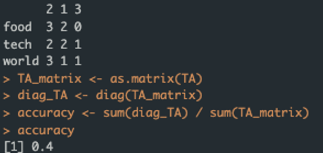 2 1 3
food 3 2 0
tech 2 2 1
world 3 1 1
> TA_matrix <- as.matrix(TA)
> diag_TA <- diag(TA_matrix)
> accuracy <- sum(diag_TA) / sum(TA_matrix)
> accuracy
[1] 0.4